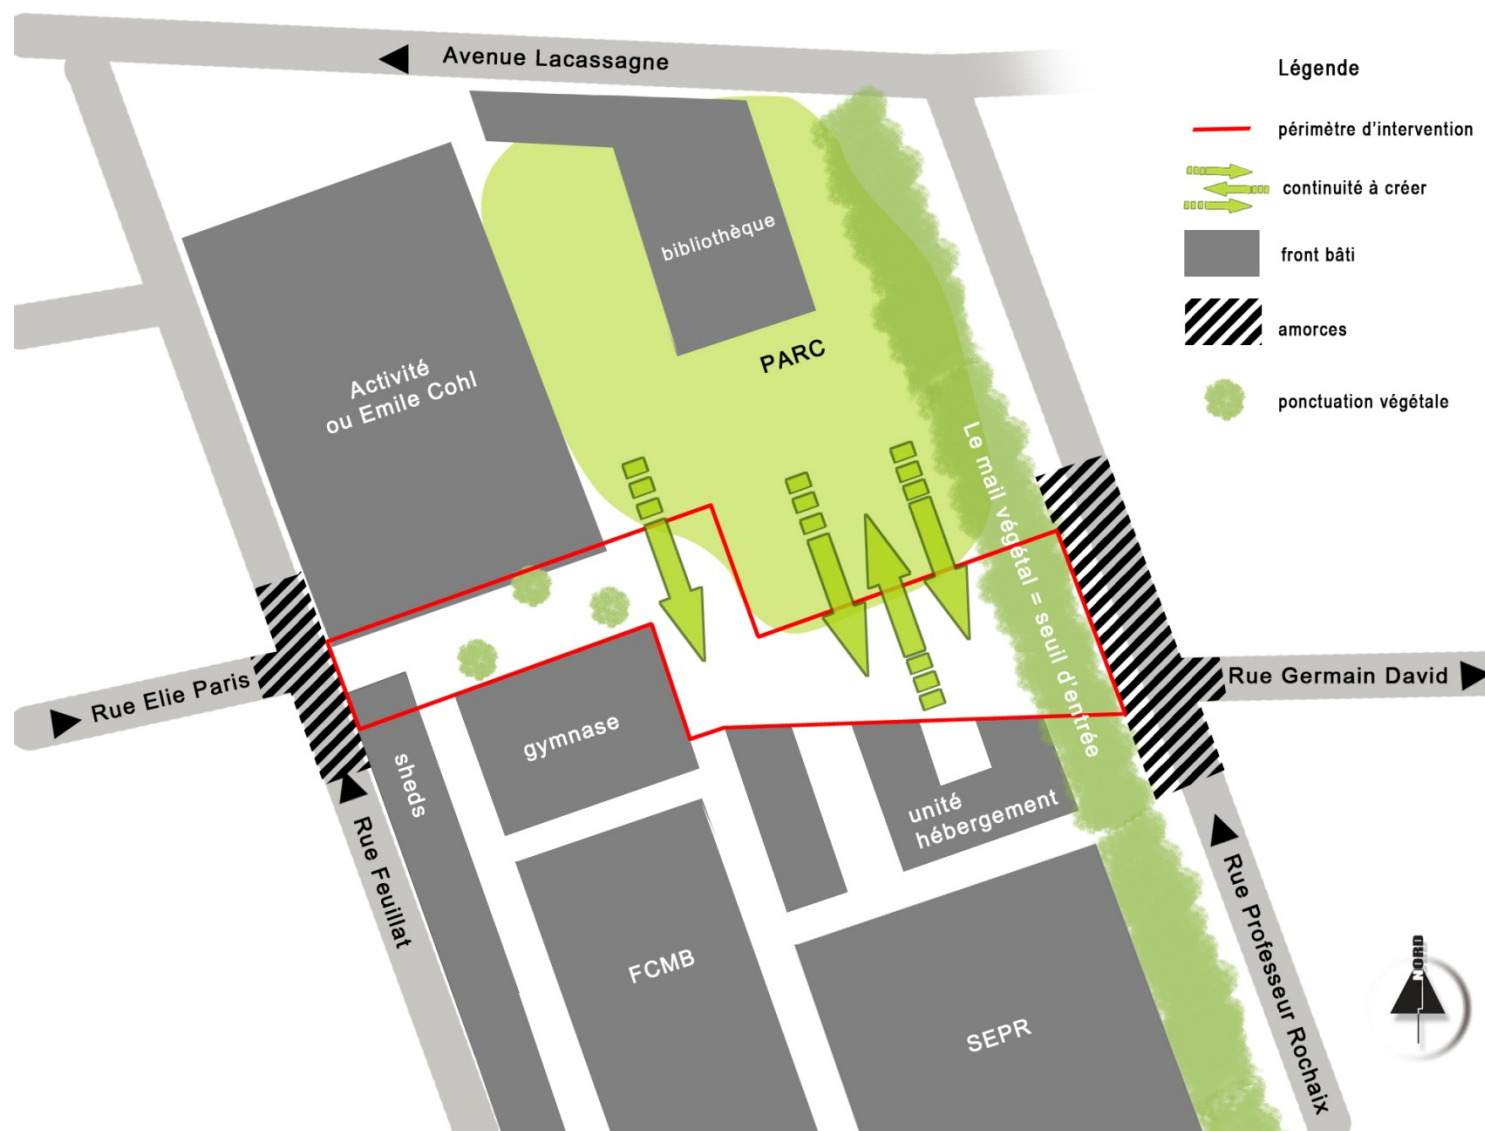 Avenue Lacassagne
Légende
périmètre d'intervention
continuité à créer
front bâti
amorces
ponctuation végétale
bibliothèque
PARC
Activité
ou Emile Cohl
Le mail végétal = seuil d'entrée
Rue Elie Paris
Rue Germain David
gymnase
sheds
unité
hébergement
Rue Feuillat
FCMB
SEPR
Rue Professeur Rochaix
NORD